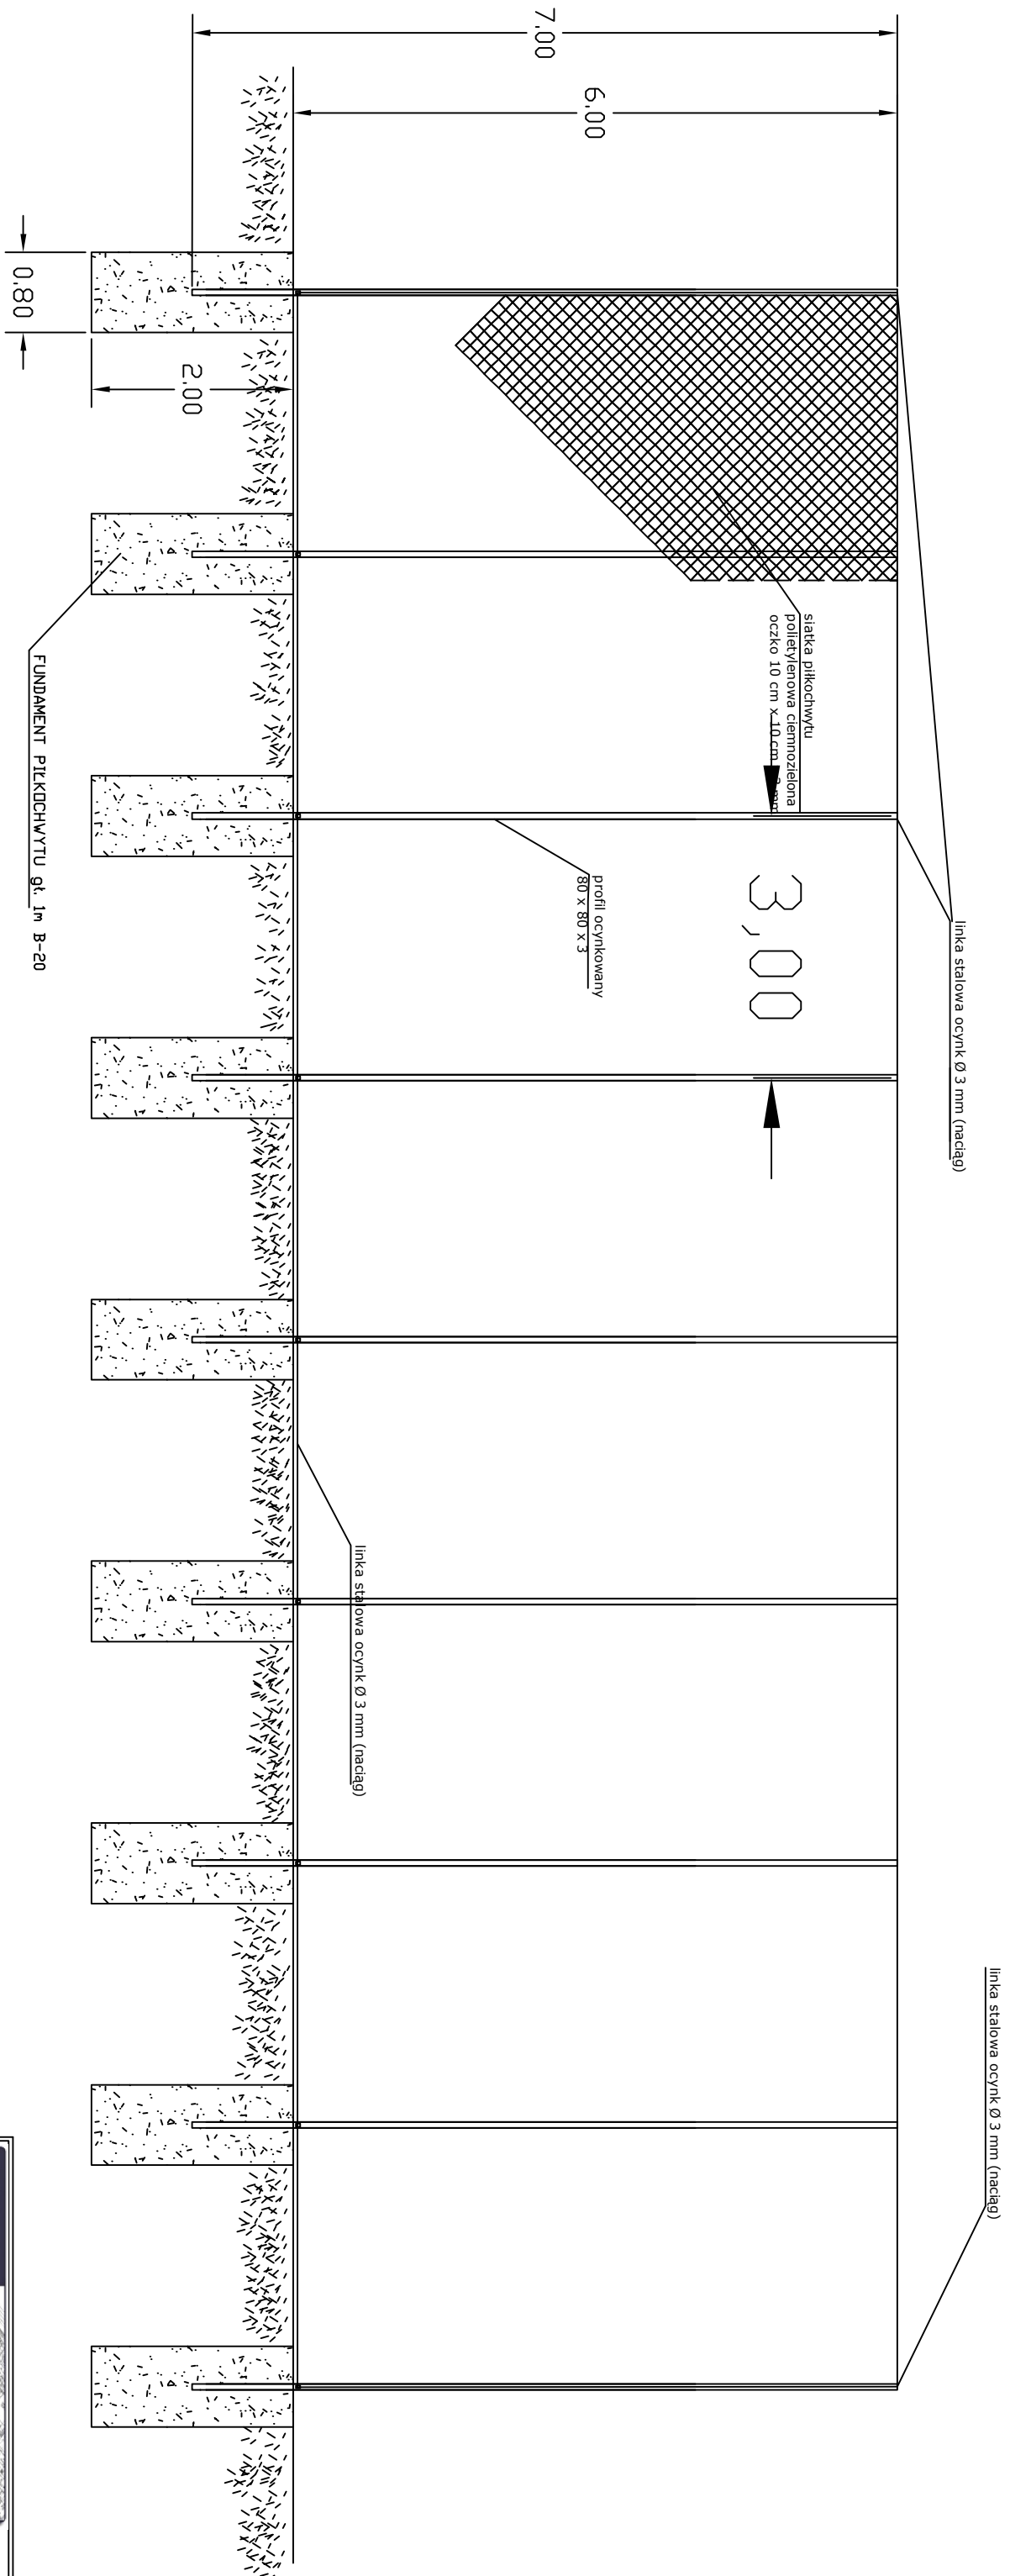 7.00
6.00
0.80
2.00
siatka piłkochwytu
polietylenowa ciemnozielona
oczko 10 cm x 10 cm
linka stalowa ocynk Ø 3 mm (naciąg)
3,00
profil ocynkowany
80 x 80 x 3
FUNDAMENT PIŁKOCHWYTU gł. 1m B-20
linka stalowa ocynk Ø 3 mm (naciąg)
linka stalowa ocynk Ø 3 mm (naciąg)